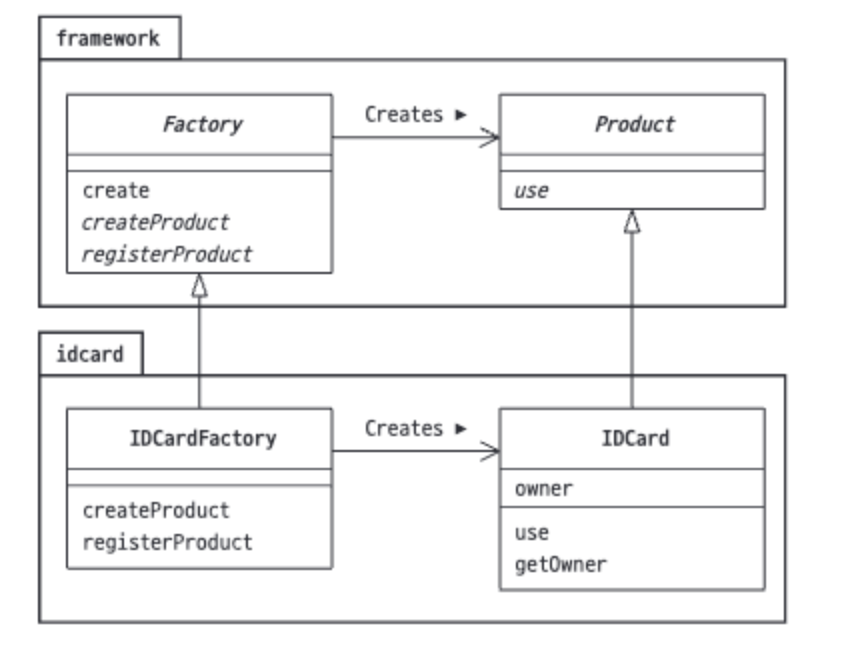 framework
Factory
Creates ▶
Product
create
createProduct
registerProduct
use
idcard
IDCardFactory
Creates ▶
IDCard
createProduct
registerProduct
owner
use
getOwner